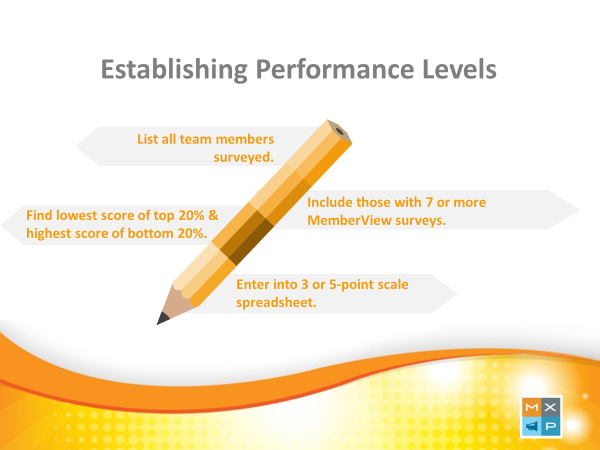 Establishing Performance Levels
List all team members
surveyed.
Include those with 7 or more
MemberView surveys.
Find lowest score of top 20% &
highest score of bottom 20%.
Enter into 3 or 5-point scale
spreadsheet.
M X
P